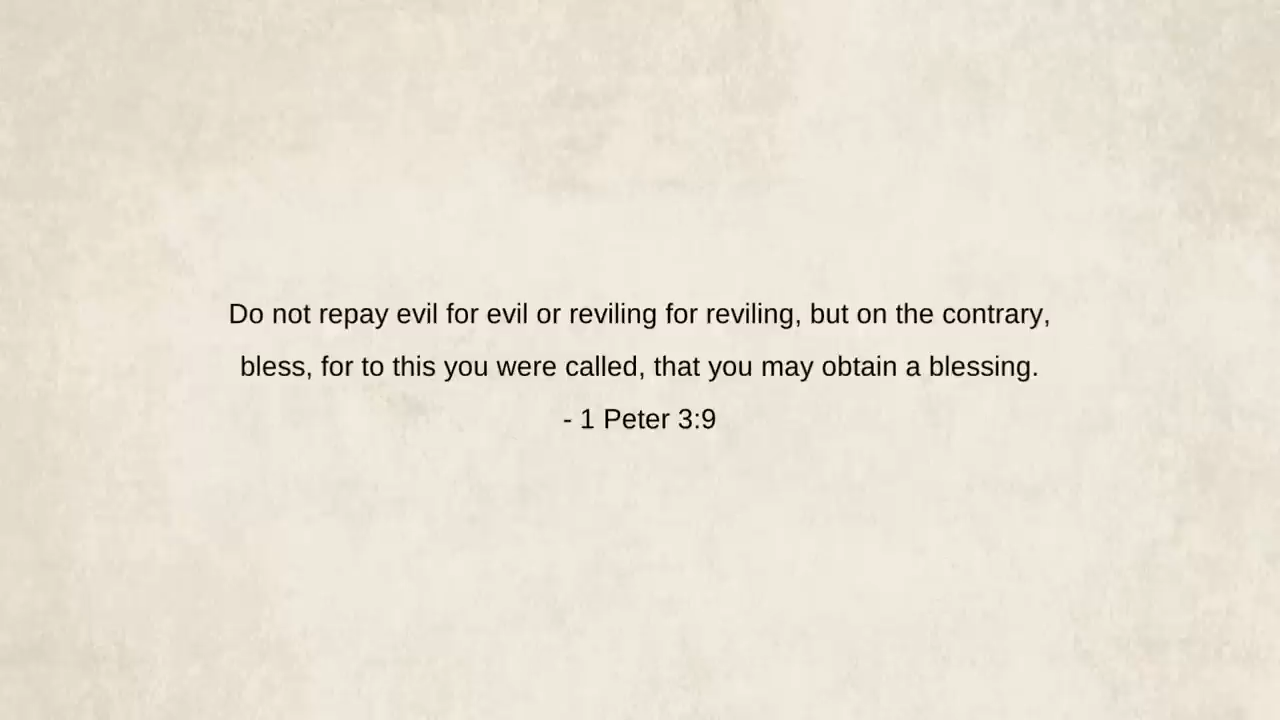 Do not repay evil for evil or reviling for reviling, but on the contrary,
bless, for to this you were called, that you may obtain a blessing.
- 1 Peter 3:9